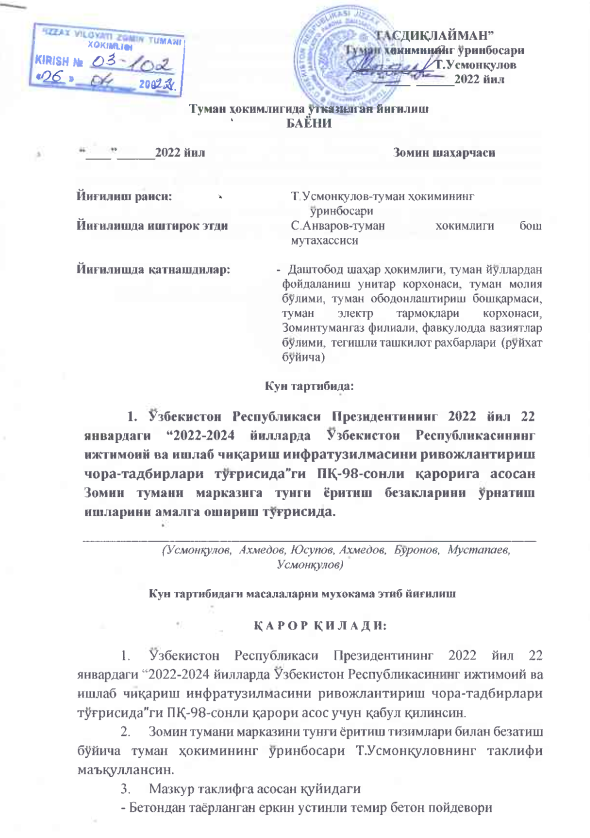 JIZZAX VILOYATI ZOMIN TUMANI
HOKIMLIGI
KIRISH № 03-102
«06» 04 2022 y.
ТАСДИҚЛАЙМАН”
Туман ҳокимининг ўринбосари
Т.Усмонқулов
2022 йил
Туман ҳокимлигида ўтказилган йиғилиш
БАЁНИ
“____”______2022 йил Зомин шаҳарчаси
Йиғилиш раиси: Т.Усмонқулов-туман ҳокимининг
ўринбосари
Йиғилишда иштирок этди С.Анваров-туман ҳокимлиги бош
мутахассиси
Йиғилишда қатнашдилар: - Даштобод шаҳар ҳокимлиги, туман йўллардан
фойдаланиш унитар корхонаси, туман молия
бўлими, туман ободонлаштириш бошқармаси,
туман электр тармоқлари корхонаси,
Зоминтумангаз филиали, фавқулодда вазиятлар
бўлими, тегишли ташкилот рахбарлари (рўйхат
бўйича)
Кун тартибида:
1. Ўзбекистон Республикаси Президентининг 2022 йил 22
январдаги “2022-2024 йилларда Ўзбекистон Республикасининг
ижтимоий ва ишлаб чиқариш инфратузилмасини ривожлантириш
чора-тадбирлари тўғрисида”ги ПҚ-98-сонли қарорига асосан
Зомин тумани марказига тунги ёритиш безакларини ўрнатиш
ишларини амалга ошириш тўғрисида.
(Усмонқулов, Ахмедов, Юсупов, Ахмедов, Бўронов, Мустапаев,
Усмонқулов)
Кун тартибидаги масалаларни мухокама этиб йиғилиш
Қ А Р О Р Қ И Л А Д И:
1. Ўзбекистон Республикаси Президентининг 2022 йил 22
январдаги “2022-2024 йилларда Ўзбекистон Республикасининг ижтимоий ва
ишлаб чиқариш инфратузилмасини ривожлантириш чора-тадбирлари
тўғрисида”ги ПҚ-98-сонли қарори асос учун қабул қилинсин.
2. Зомин тумани марказини тунги ёритиш тизимлари билан безатиш
бўйича туман ҳокимининг ўринбосари Т.Усмонқуловнинг таклифи
маъқуллансин.
3. Мазкур таклифга асосан қуйидаги
- Бетондан таёрланган еркин устинли темир бетон пойдевори